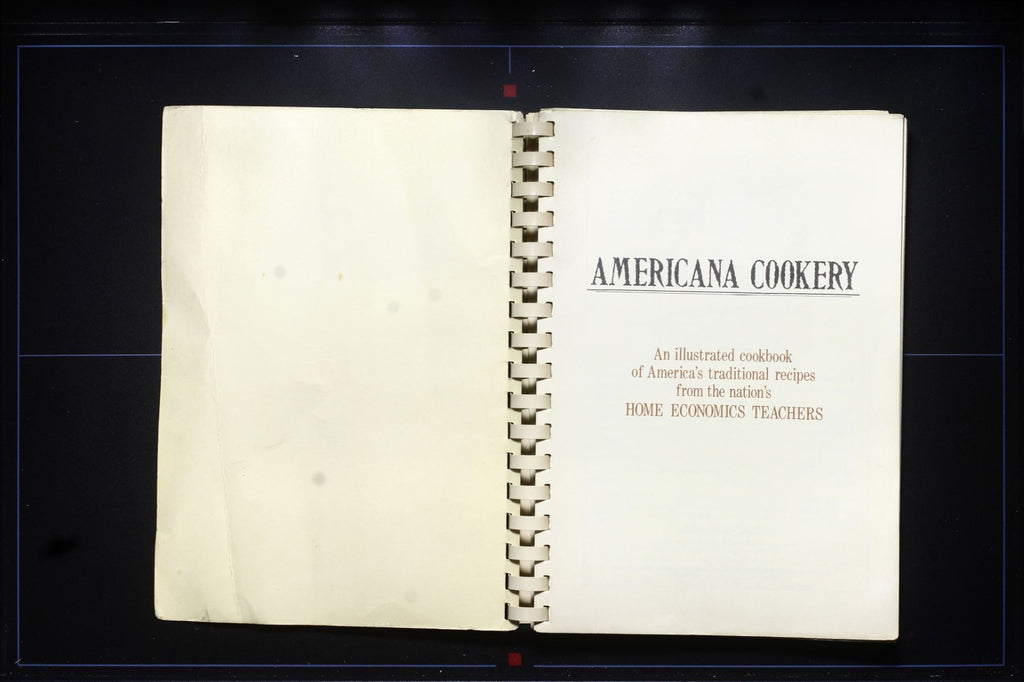 AMERICANA COOKERY
An illustrated cookbook
of America's traditional recipes
from the nation's
HOME ECONOMICS TEACHERS